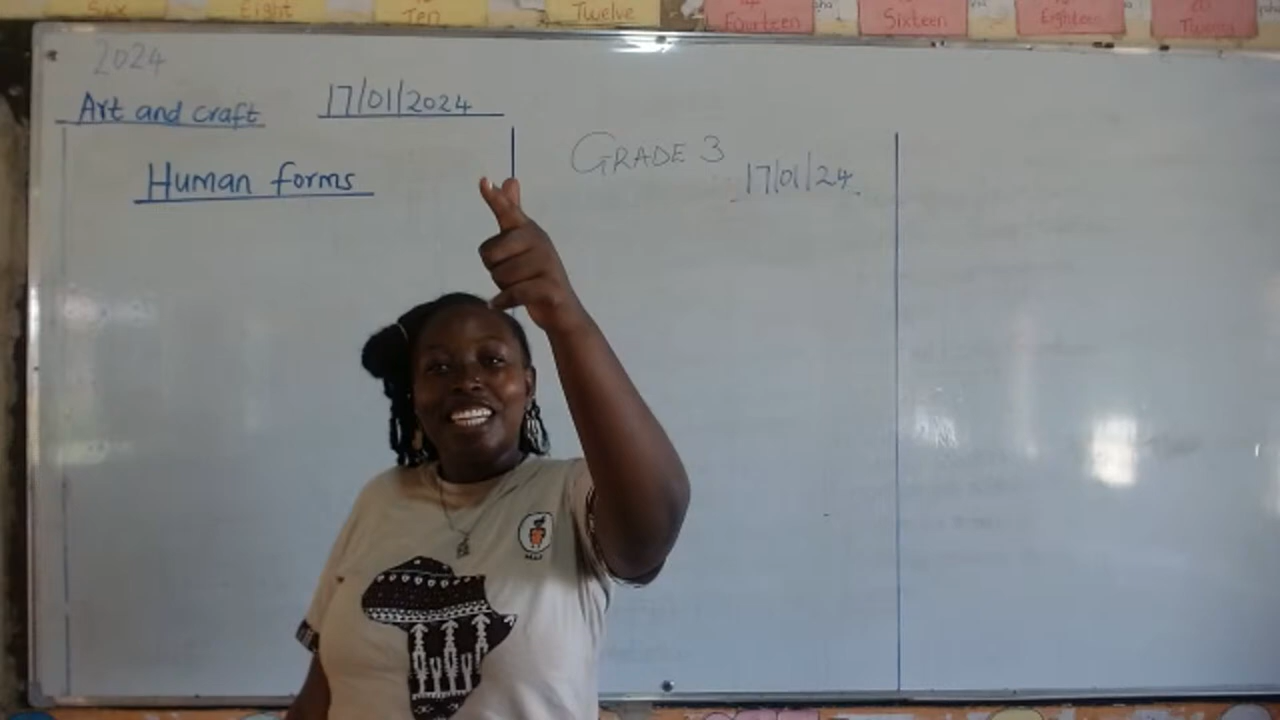 Six
Eight
Ten
Twelve
Fourteen
Sixteen
Eighteen
Twenty
2024
Art and craft 17/01/2024
Human forms
GRADE 3
17/01/24